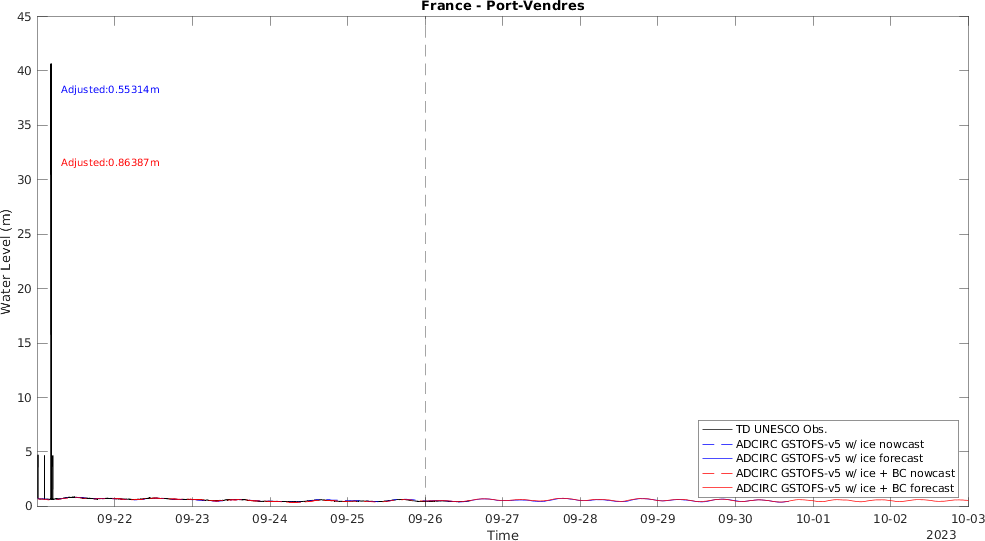 France - Port-Vendres
45
40
35
30
25
20
15
10
5
0
Water Level (m)
Adjusted:0.55314m
Adjusted:0.86387m
TD UNESCO Obs.
ADCIRC GSTOFS-v5 w/ ice nowcast
ADCIRC GSTOFS-v5 w/ ice forecast
ADCIRC GSTOFS-v5 w/ ice + BC nowcast
ADCIRC GSTOFS-v5 w/ ice + BC forecast
09-22 09-23 09-24 09-25 09-26 09-27 09-28 09-29 09-30 10-01 10-02 10-03
Time
2023